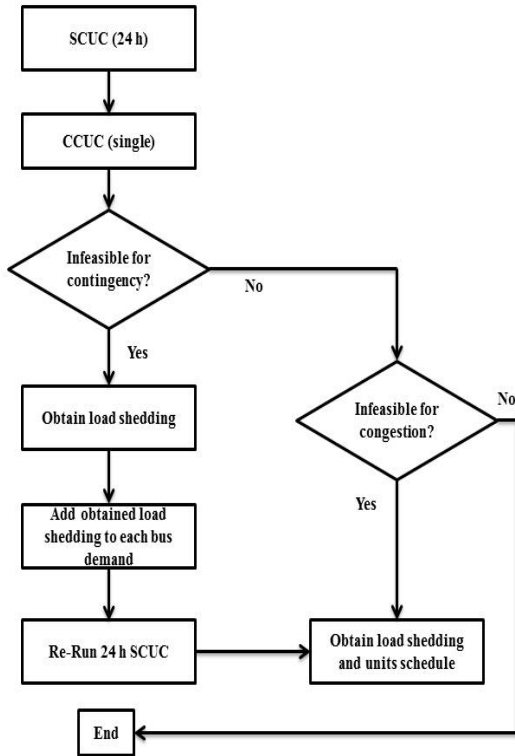 SCUC (24 h)
CCUC (single)
Infeasible for
contingency?
No
Yes
Obtain load shedding
Add obtained load
shedding to each bus
demand
Re-Run 24 h SCUC
Infeasible for
congestion?
No
Yes
Obtain load shedding
and units schedule
End